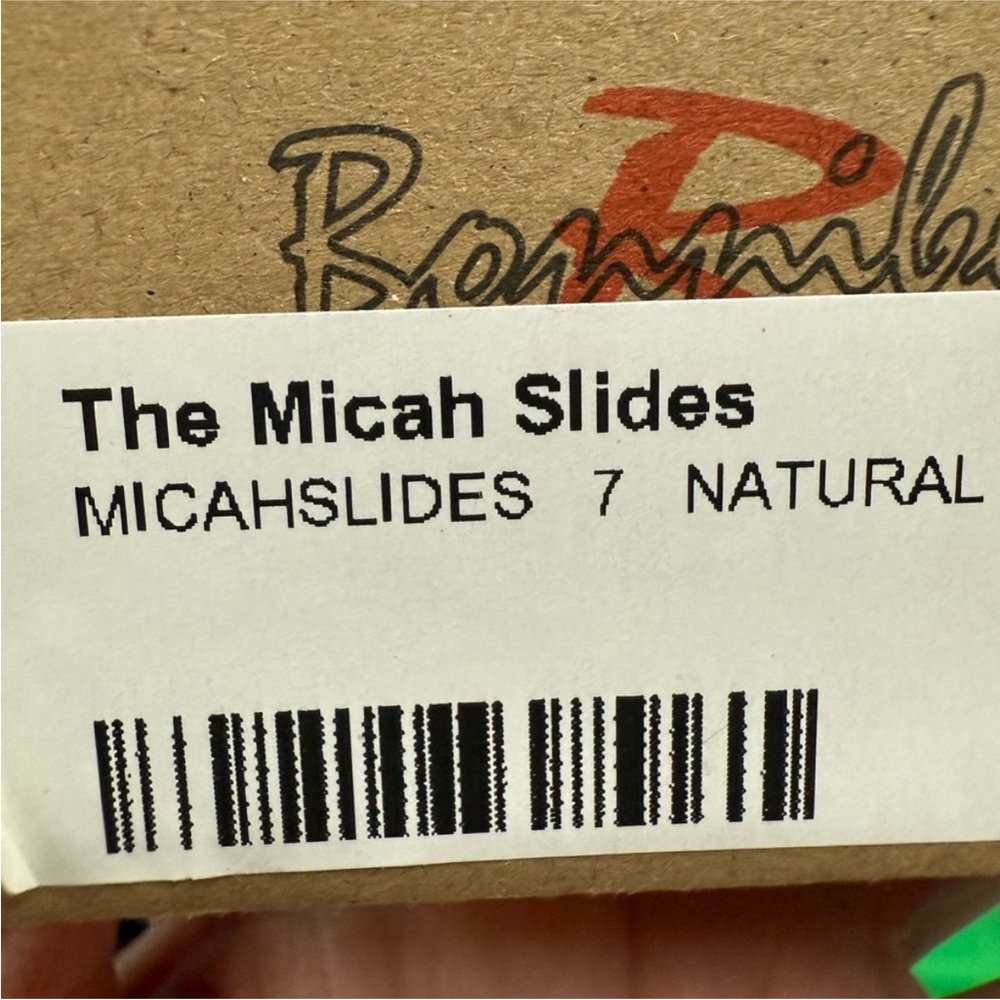 The Micah Slides
MICAHSLIDES 7 NATURAL